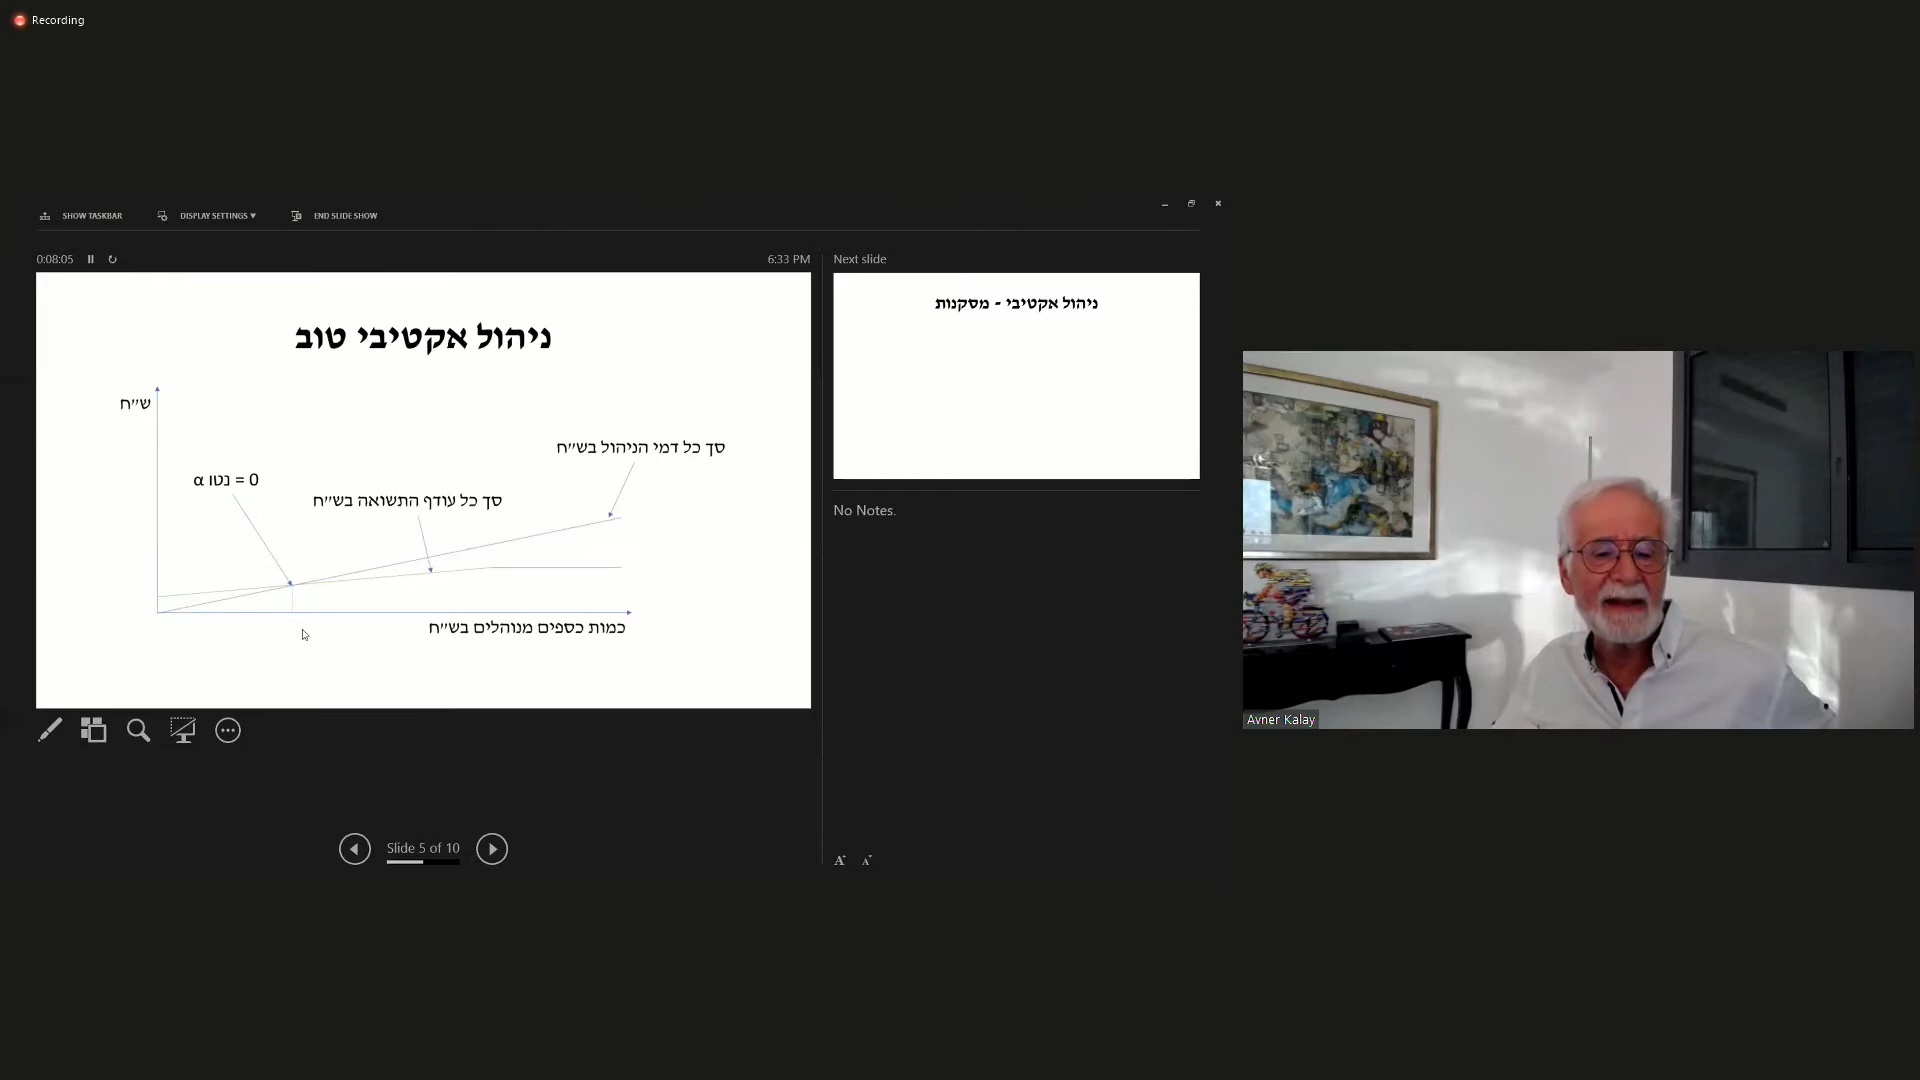 Recording
SHOW TASKBAR
DISPLAY SETTINGS ▾
END SLIDE SHOW
0:08:05
6:33 PM
Next slide
ניהול אקטיבי טוב
ש״ח
סך כל דמי הניהול בש״ח
α נטו = 0
סך כל עודף התשואה בש״ח
כמות כספים מנוהלים בש״ח
ניהול אקטיבי - מסקנות
No Notes.
Avner Kalay
Slide 5 of 10
A A